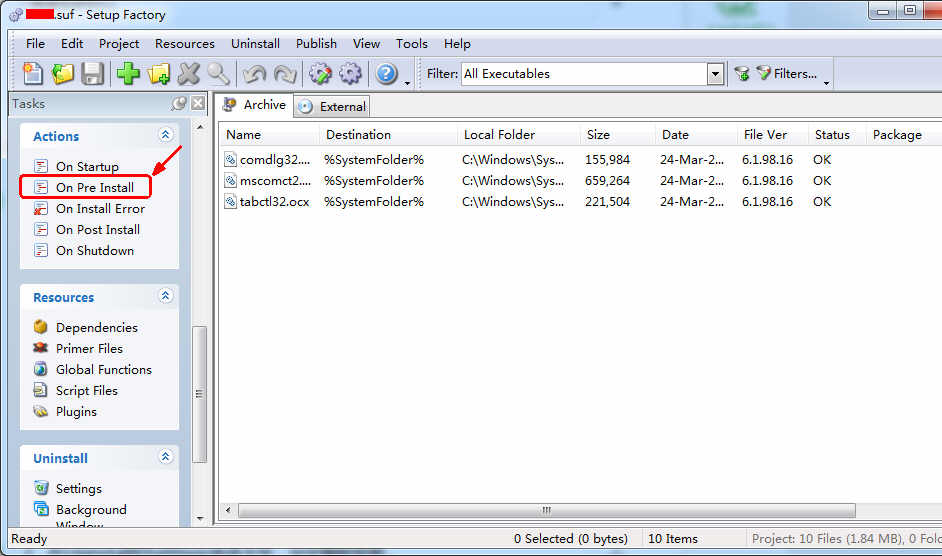 .suf - Setup Factory
File Edit Project Resources Uninstall Publish View Tools Help
Filter: All Executables Filters...
Tasks
Archive External
Actions
On Startup
On Pre Install
On Install Error
On Post Install
On Shutdown
Resources
Dependencies
Primer Files
Global Functions
Script Files
Plugins
Uninstall
Settings
Background
Window
Name Destination Local Folder Size Date File Ver Status Package
comdlg32.... %SystemFolder% C:\Windows\Sys... 155,984 24-Mar-2... 6.1.98.16 OK
mscomct2.... %SystemFolder% C:\Windows\Sys... 659,264 24-Mar-2... 6.1.98.16 OK
tabctl32.ocx %SystemFolder% C:\Windows\Sys... 221,504 24-Mar-2... 6.1.98.16 OK
Ready 0 Selected (0 bytes) 10 Items Project: 10 Files (1.84 MB), 0 Folo